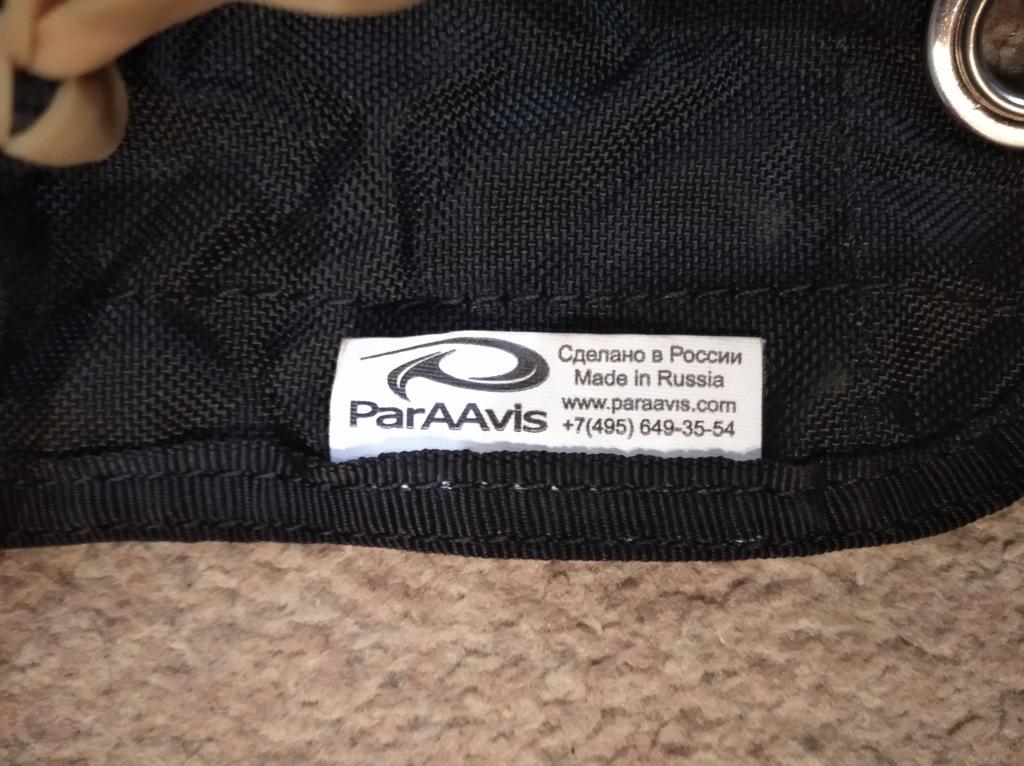 ParAAvis
Сделано в России
Made in Russia
www.paraavis.com
+7(495) 649-35-54